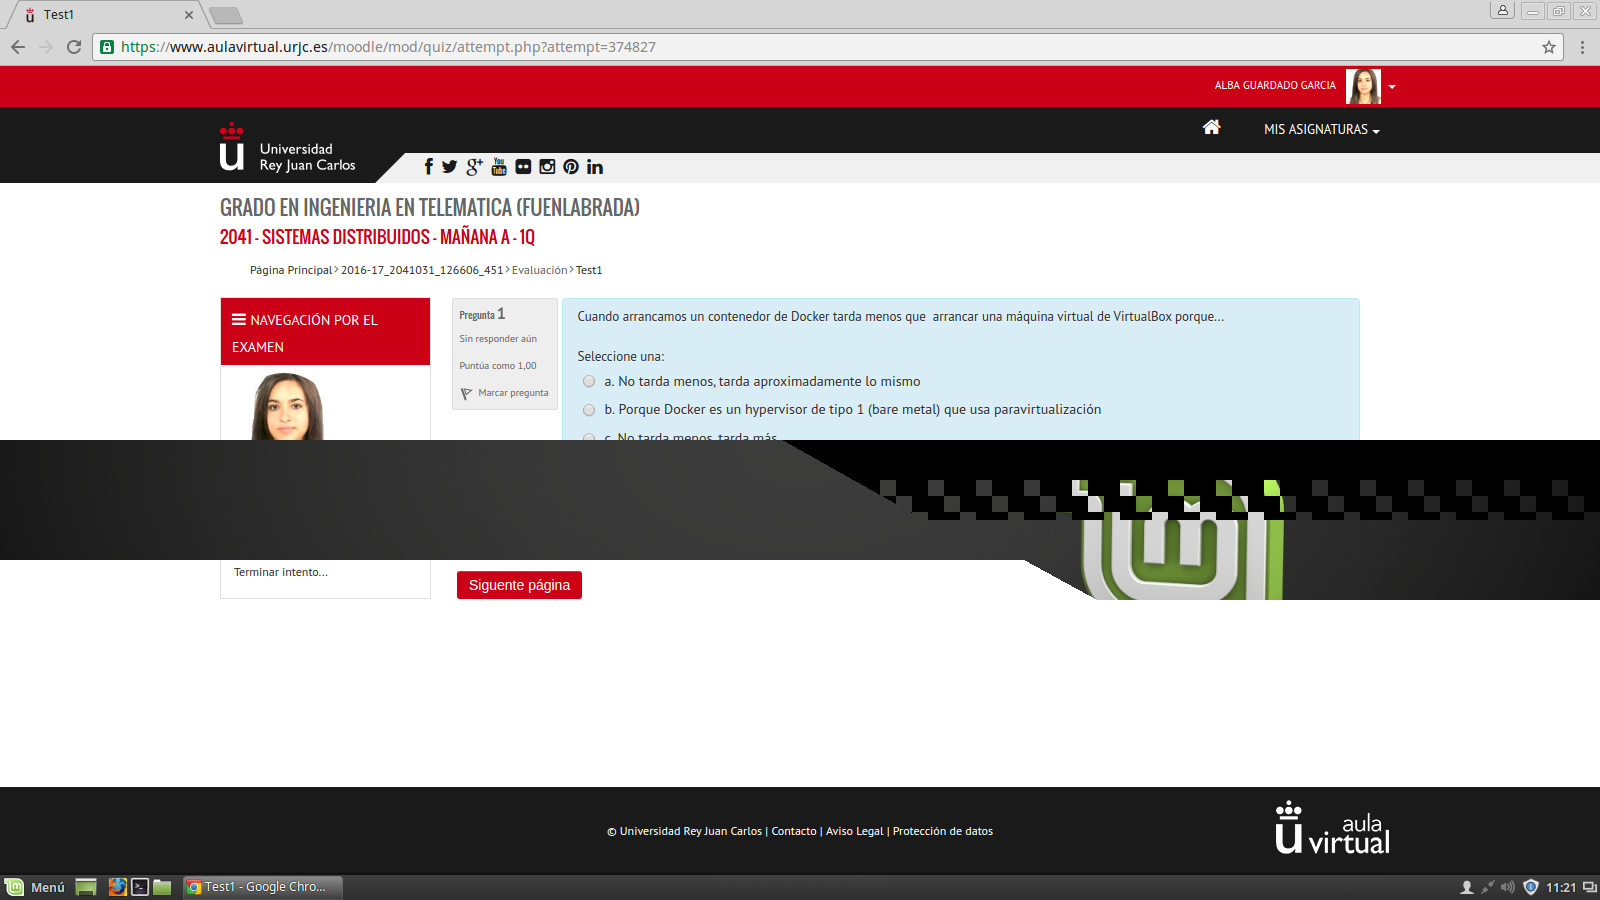 Test1
https://www.aulavirtual.urjc.es/moodle/mod/quiz/attempt.php?attempt=374827
ALBA GUARDADO GARCIA
MIS ASIGNATURAS
u Universidad
Rey Juan Carlos
f g+ You Tube in
GRADO EN INGENIERIA EN TELEMATICA (FUENLABRADA)
2041 - SISTEMAS DISTRIBUIDOS - MAÑANA A - 1Q
Página Principal > 2016-17_2041031_126606_451 > Evaluación > Test1
NAVEGACIÓN POR EL
EXAMEN
Pregunta 1
Sin responder aún
Puntúa como 1,00
Marcar pregunta
Cuando arrancamos un contenedor de Docker tarda menos que  arrancar una máquina virtual de VirtualBox porque...
Seleccione una:
a. No tarda menos, tarda aproximadamente lo mismo
b. Porque Docker es un hypervisor de tipo 1 (bare metal) que usa paravirtualización
c. No tarda menos, tarda más
Terminar intento...
Siguente página
© Universidad Rey Juan Carlos | Contacto | Aviso Legal | Protección de datos
u aula
virtual
Menú
Test1 - Google Chro...
11:21